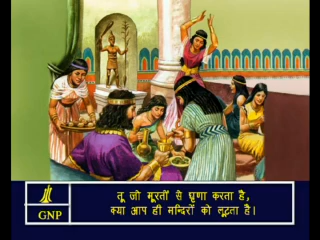 तू जो मूरतों से घृणा करता है,
क्या आप ही मन्दिरों को लूटता है।
GNP